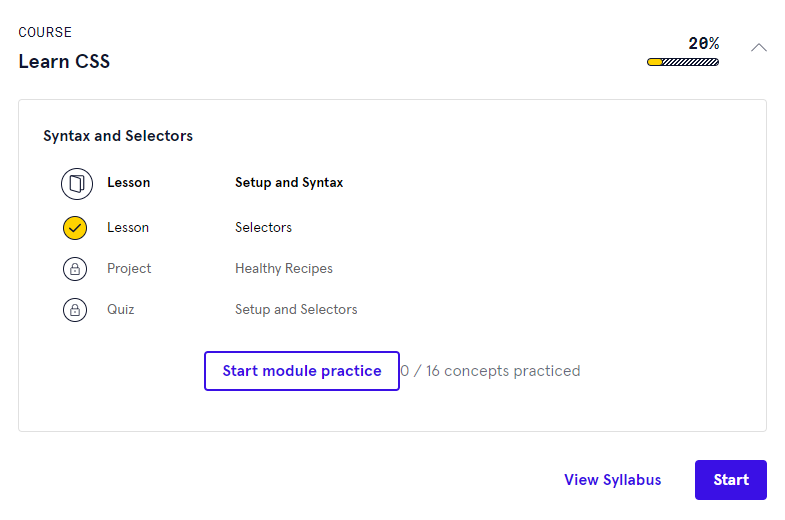 COURSE
Learn CSS
20%
Syntax and Selectors
Lesson Setup and Syntax
Lesson Selectors
Project Healthy Recipes
Quiz Setup and Selectors
Start module practice 0 / 16 concepts practiced
View Syllabus Start